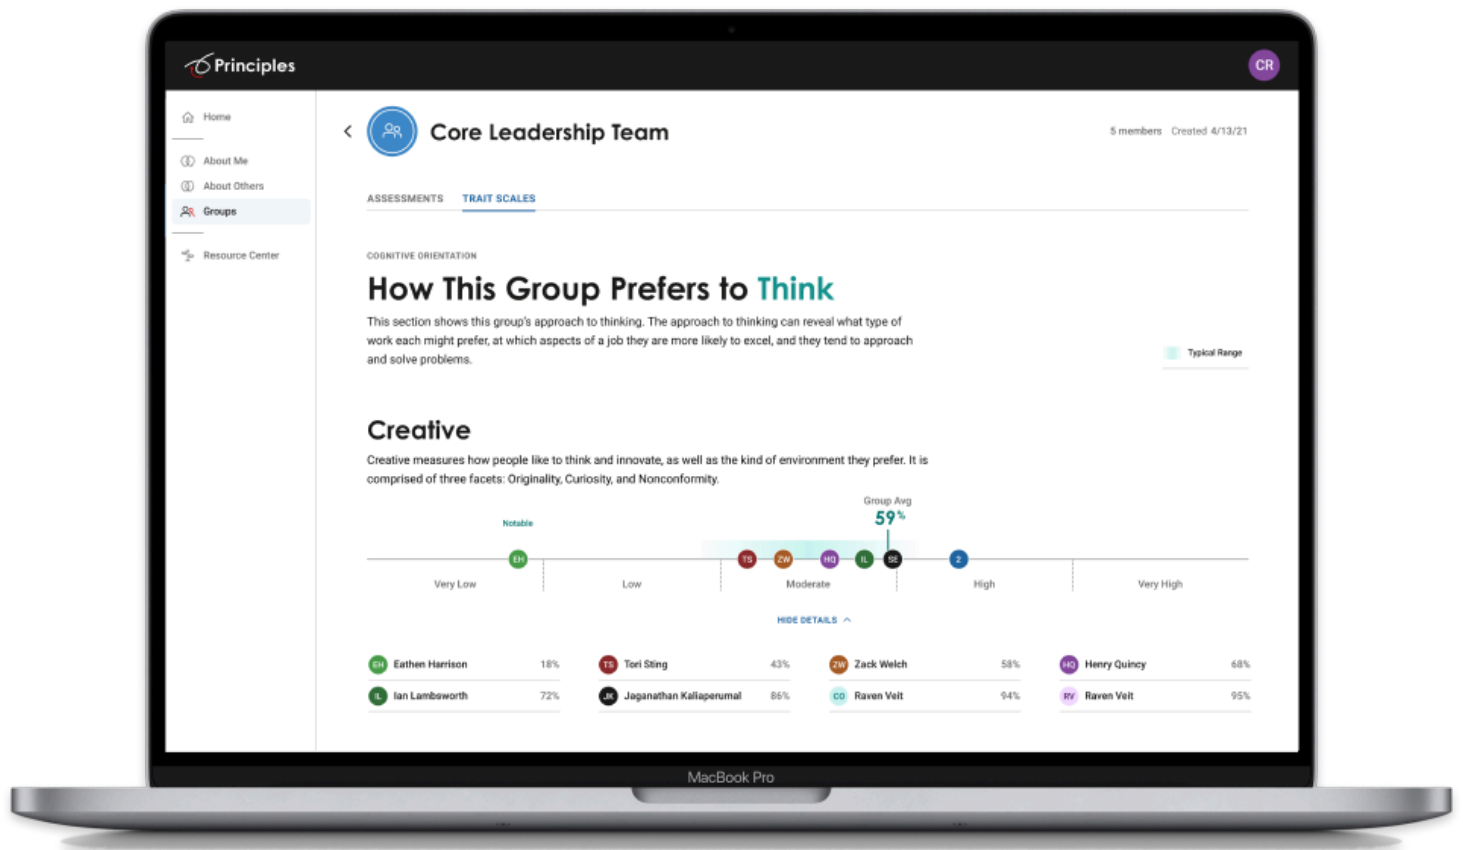 Principles
CR
Home
About Me
About Others
Groups
Resource Center
Core Leadership Team
5 members Created 4/13/21
ASSESSMENTS TRAIT SCALES
COGNITIVE ORIENTATION
How This Group Prefers to Think
This section shows this group's approach to thinking. The approach to thinking can reveal what type of
work each might prefer, at which aspects of a job they are more likely to excel, and they tend to approach
and solve problems.
Typical Range
Creative
Creative measures how people like to think and innovate, as well as the kind of environment they prefer. It is
comprised of three facets: Originality, Curiosity, and Nonconformity.
Group Avg
59%
Notable
EH TS ZW HQ IL SE 2
Very Low Low Moderate High Very High
HIDE DETAILS
EH Eathen Harrison 18% TS Tori Sting 43% ZW Zack Welch 58% HQ Henry Quincy 68%
IL Ian Lambsworth 72% JK Jaganathan Kaliaperumal 86% CO Raven Veit 94% RV Raven Veit 95%
MacBook Pro